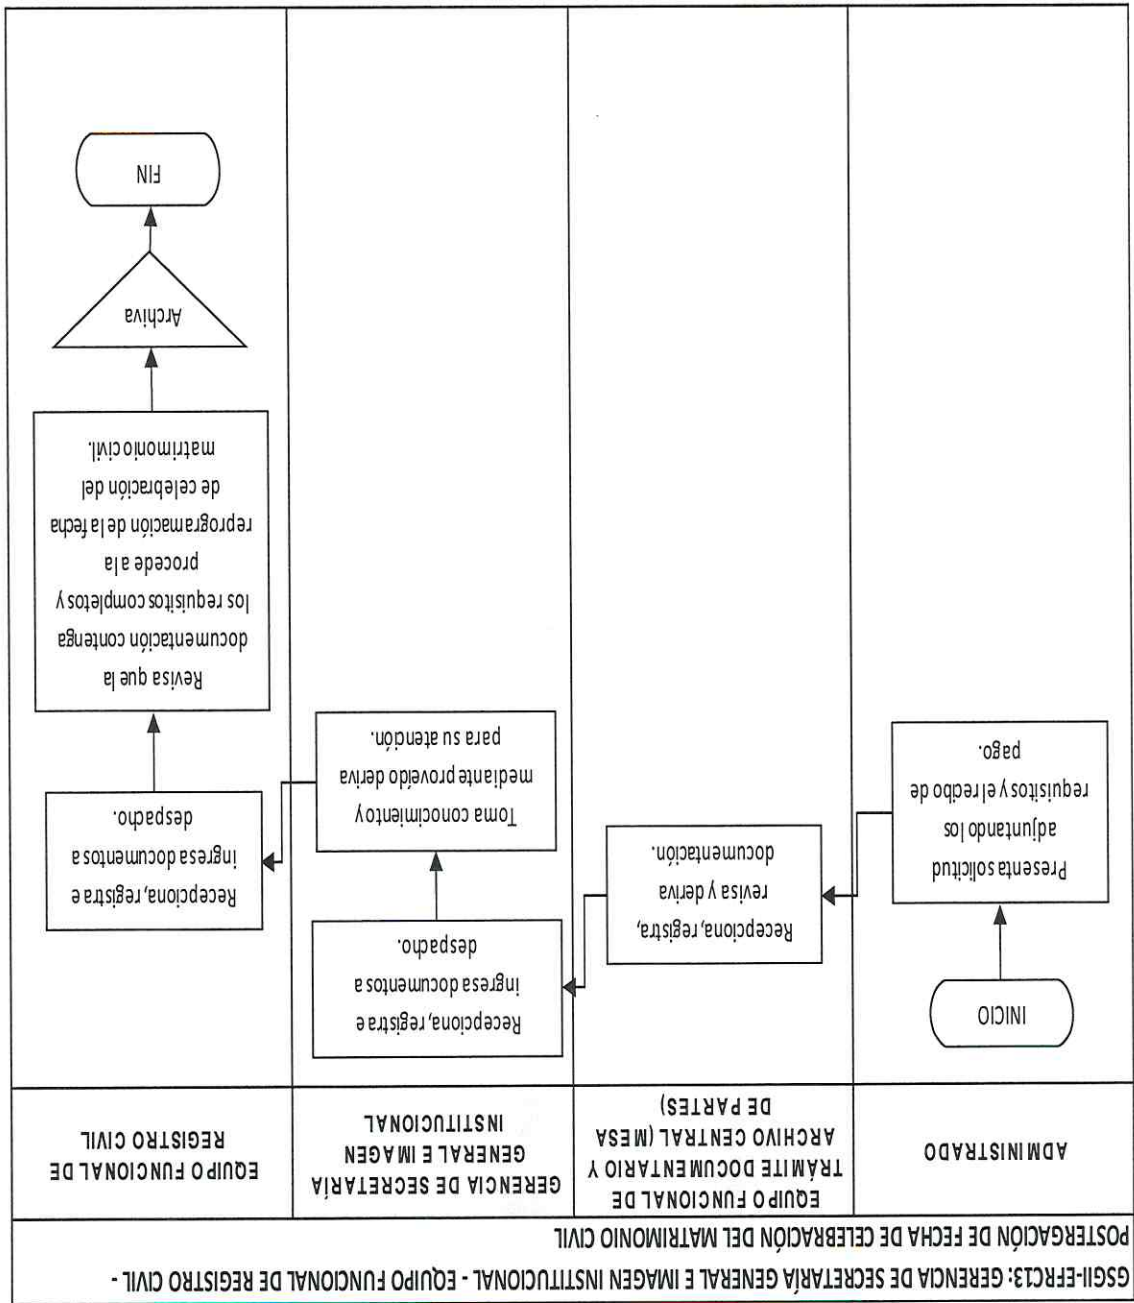 GSGII-EFRC13: GERENCIA DE SECRETARÍA GENERAL E IMAGEN INSTITUCIONAL - EQUIPO FUNCIONAL DE REGISTRO CIVIL -
POSTERGACIÓN DE FECHA DE CELEBRACIÓN DEL MATRIMONIO CIVIL
ADMINISTRADO
EQUIPO FUNCIONAL DE
TRÁMITE DOCUMENTARIO Y
ARCHIVO CENTRAL (MESA
DE PARTES)
GERENCIA DE SECRETARÍA
GENERAL E IMAGEN
INSTITUCIONAL
EQUIPO FUNCIONAL DE
REGISTRO CIVIL
INICIO
Presenta solicitud
adjuntando los
requisitos y el recibo de
pago.
Recepciona, registra,
revisa y deriva
documentación.
Recepciona, registra e
ingresa documentos a
despacho.
Toma conocimiento y
mediante proveído deriva
para su atención.
Recepciona, registra e
ingresa documentos a
despacho.
Revisa que la
documentación contenga
los requisitos completos y
procede a la
reprogramación de la fecha
de celebración del
matrimonio civil.
Archiva
FIN